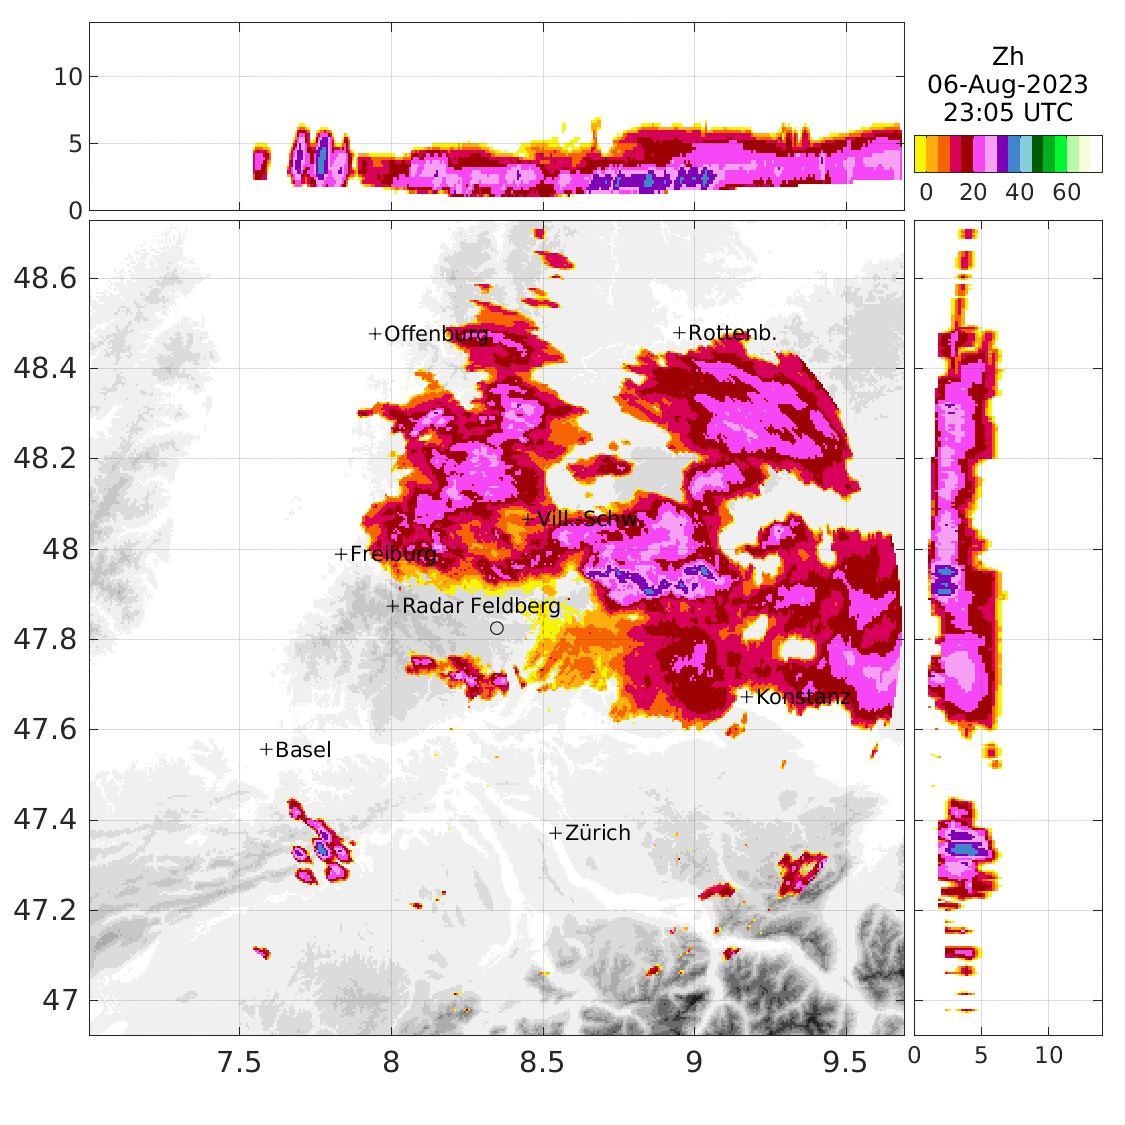 10
5
0
Zh
06-Aug-2023
23:05 UTC
0 20 40 60
48.6
48.4
48.2
48
47.8
47.6
47.4
47.2
47
+Offenburg
+Rottenb.
+Vill.-Schw.
+Freiburg
+Radar Feldberg
+Konstanz
+Basel
+Zürich
7.5 8 8.5 9 9.5
0 5 10